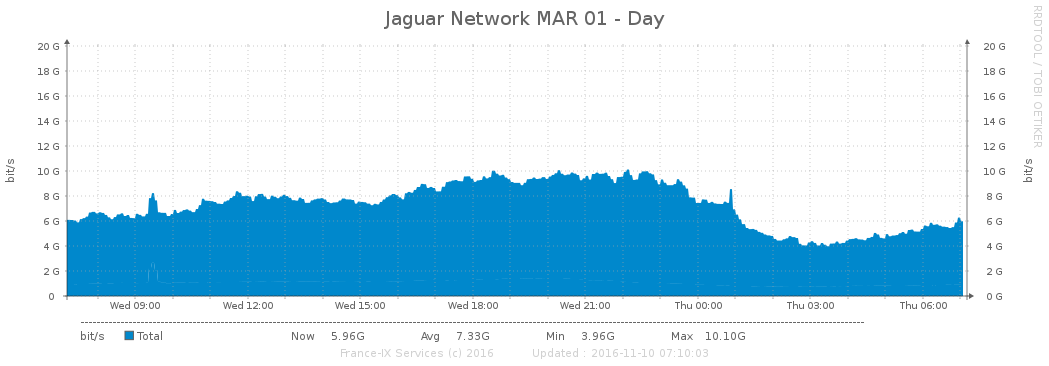 Jaguar Network MAR 01 - Day
RRDTOOL / TOBI OETIKER
bit/s
20 G 20 G
18 G 18 G
16 G 16 G
14 G 14 G
12 G 12 G
10 G 10 G
8 G 8 G
6 G 6 G
4 G 4 G
2 G 2 G
0 0 G
bit/s
Wed 09:00 Wed 12:00 Wed 15:00 Wed 18:00 Wed 21:00 Thu 00:00 Thu 03:00 Thu 06:00
bit/s Total Now 5.96G Avg 7.33G Min 3.96G Max 10.10G
France-IX Services (c) 2016 Updated : 2016-11-10 07:10:03